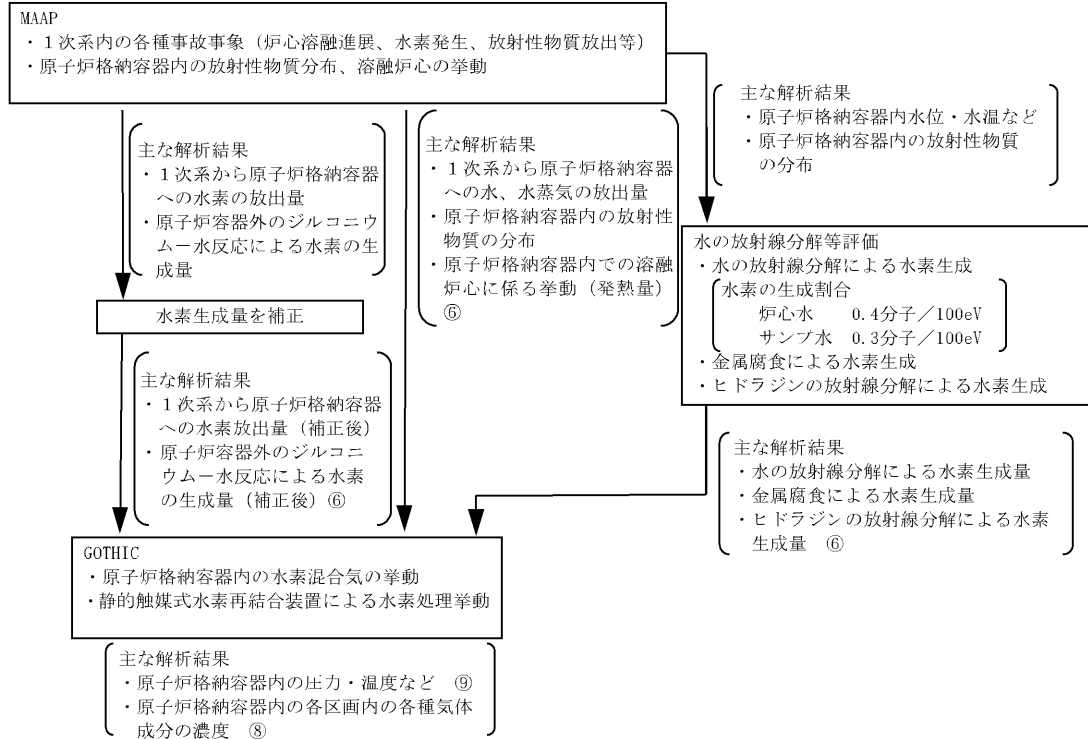 MAAP
・１次系内の各種事故事象（炉心溶融進展、水素発生、放射性物質放出等）
・原子炉格納容器内の放射性物質分布、溶融炉心の挙動
主な解析結果
・１次系から原子炉格納容器
への水素の放出量
・原子炉容器外のジルコニウ
ム－水反応による水素の生
成量
主な解析結果
・１次系から原子炉格納容器
への水、水蒸気の放出量
・原子炉格納容器内の放射性
物質の分布
・原子炉格納容器内での溶融
炉心に係る挙動（発熱量）
⑥
主な解析結果
・原子炉格納容器内水位・水温など
・原子炉格納容器内の放射性物質
の分布
水素生成量を補正
水の放射線分解等評価
・水の放射線分解による水素生成
水素の生成割合
炉心水　0.4分子／100eV
サンプ水　0.3分子／100eV
・金属腐食による水素生成
・ヒドラジンの放射線分解による水素生成
主な解析結果
・１次系から原子炉格納容器
への水素放出量（補正後）
・原子炉容器外のジルコニ
ウム－水反応による水素
の生成量（補正後）⑥
主な解析結果
・水の放射線分解による水素生成量
・金属腐食による水素生成量
・ヒドラジンの放射線分解による水素
生成量　⑥
GOTHIC
・原子炉格納容器内の水素混合気の挙動
・静的触媒式水素再結合装置による水素処理挙動
主な解析結果
・原子炉格納容器内の圧力・温度など　⑨
・原子炉格納容器内の各区画内の各種気体
成分の濃度　⑧